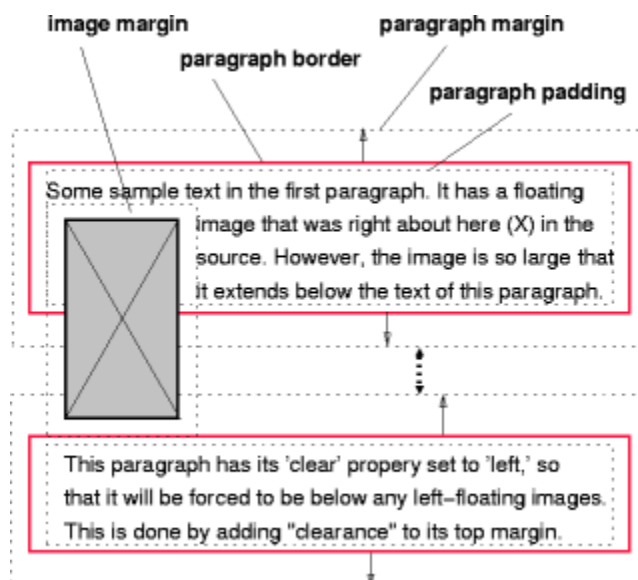 image margin
paragraph margin
paragraph border
paragraph padding
Some sample text in the first paragraph. It has a floating
image that was right about here (X) in the
source. However, the image is so large that
it extends below the text of this paragraph.
This paragraph has its 'clear' propery set to 'left,' so
that it will be forced to be below any left-floating images.
This is done by adding "clearance" to its top margin.